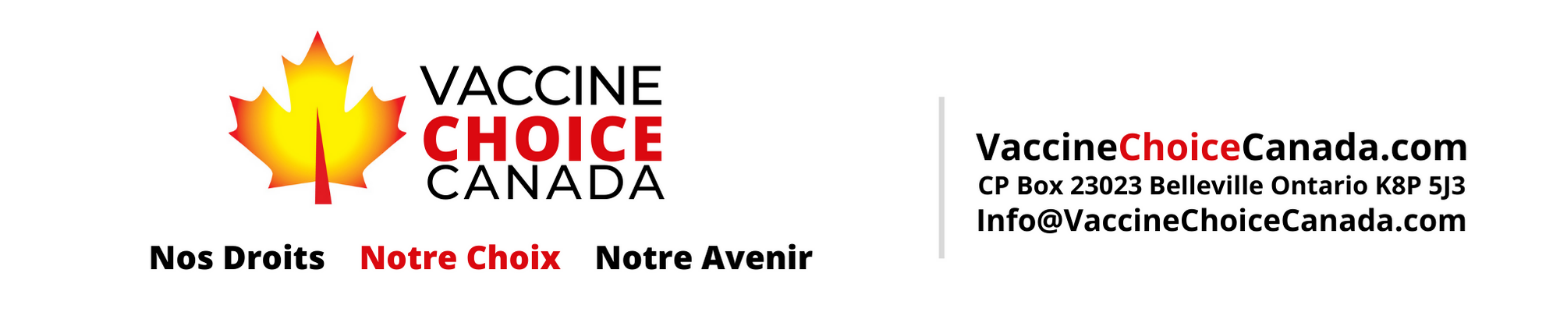 VACCINE
CHOICE
CANADA
Nos Droits Notre Choix Notre Avenir
VaccineChoiceCanada.com
CP Box 23023 Belleville Ontario K8P 5J3
Info@VaccineChoiceCanada.com